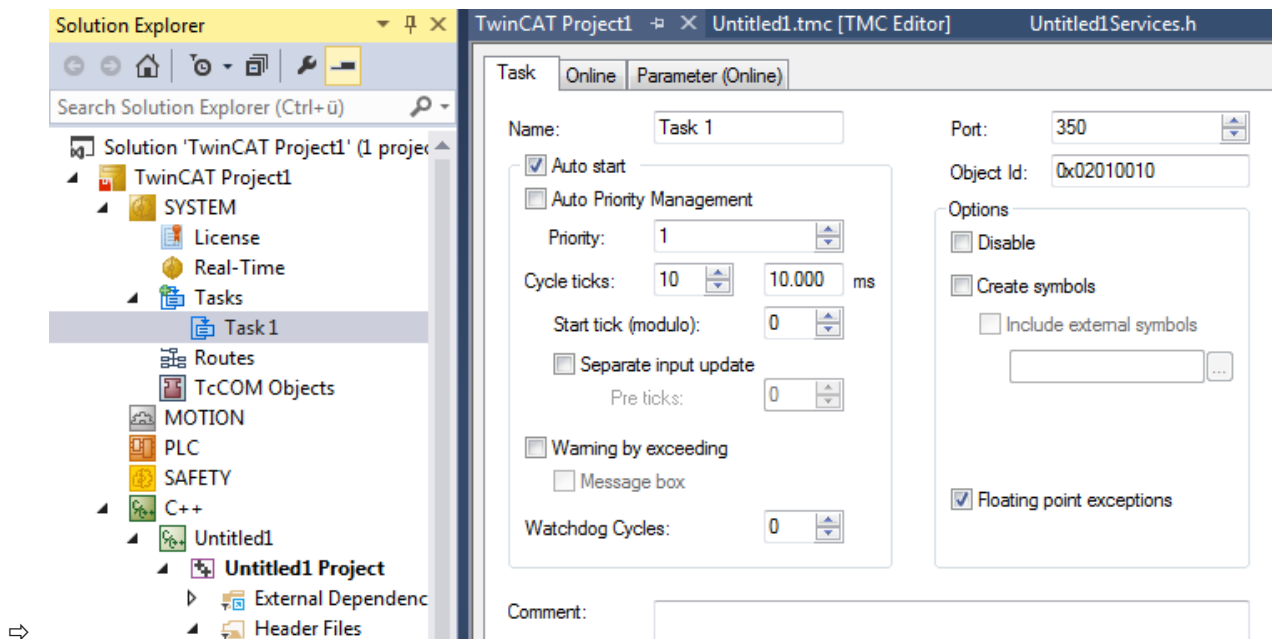 Solution Explorer
Search Solution Explorer (Ctrl+ü)
Solution 'TwinCAT Project1' (1 projec
TwinCAT Project1
SYSTEM
License
Real-Time
Tasks
Task 1
Routes
TcCOM Objects
MOTION
PLC
SAFETY
C++
Untitled1
Untitled1 Project
External Dependenc
Header Files
TwinCAT Project1 Untitled1.tmc [TMC Editor] Untitled1Services.h
Task Online Parameter (Online)
Name: Task 1
Auto start
Auto Priority Management
Priority: 1
Cycle ticks: 10 10.000 ms
Start tick (modulo): 0
Separate input update
Pre ticks: 0
Warning by exceeding
Message box
Watchdog Cycles: 0
Comment:
Port: 350
Object Id: 0x02010010
Options
Disable
Create symbols
Include external symbols
...
Floating point exceptions